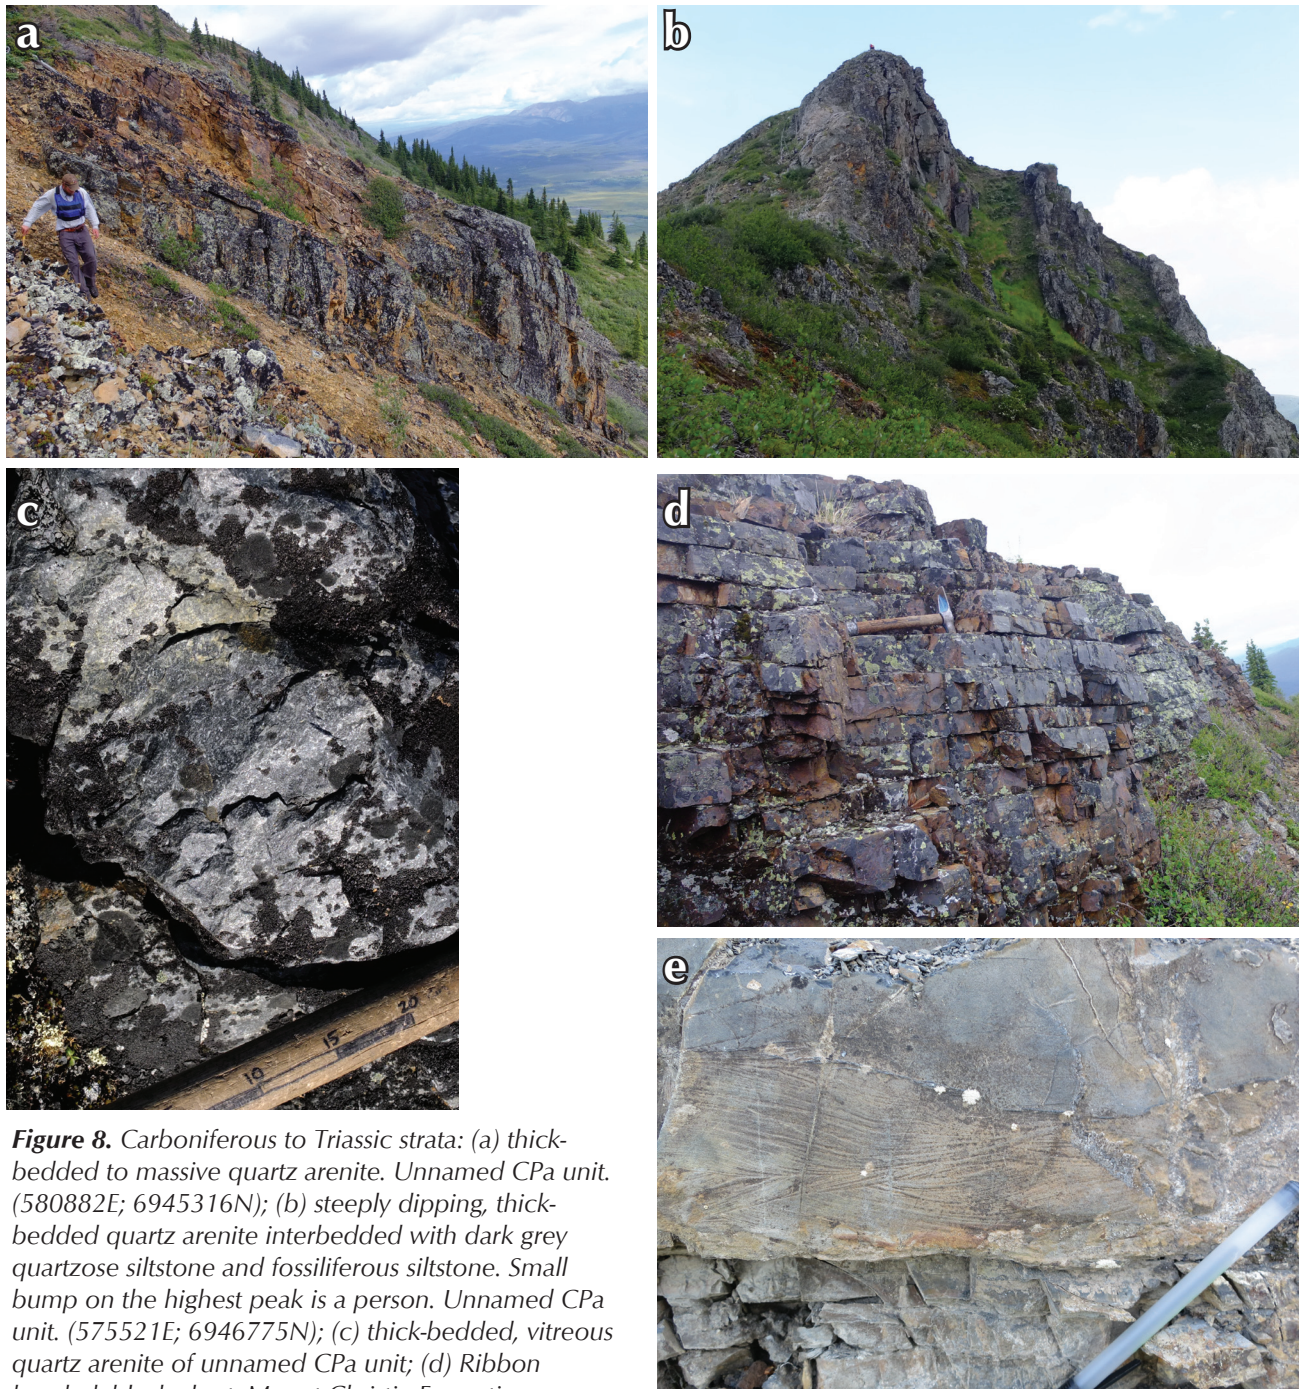 a
b
c
d
e
10
15
20
Figure 8. Carboniferous to Triassic strata: (a) thick-
bedded to massive quartz arenite. Unnamed CPa unit.
(580882E; 6945316N); (b) steeply dipping, thick-
bedded quartz arenite interbedded with dark grey
quartzose siltstone and fossiliferous siltstone. Small
bump on the highest peak is a person. Unnamed CPa
unit. (575521E; 6946775N); (c) thick-bedded, vitreous
quartz arenite of unnamed CPa unit; (d) Ribbon